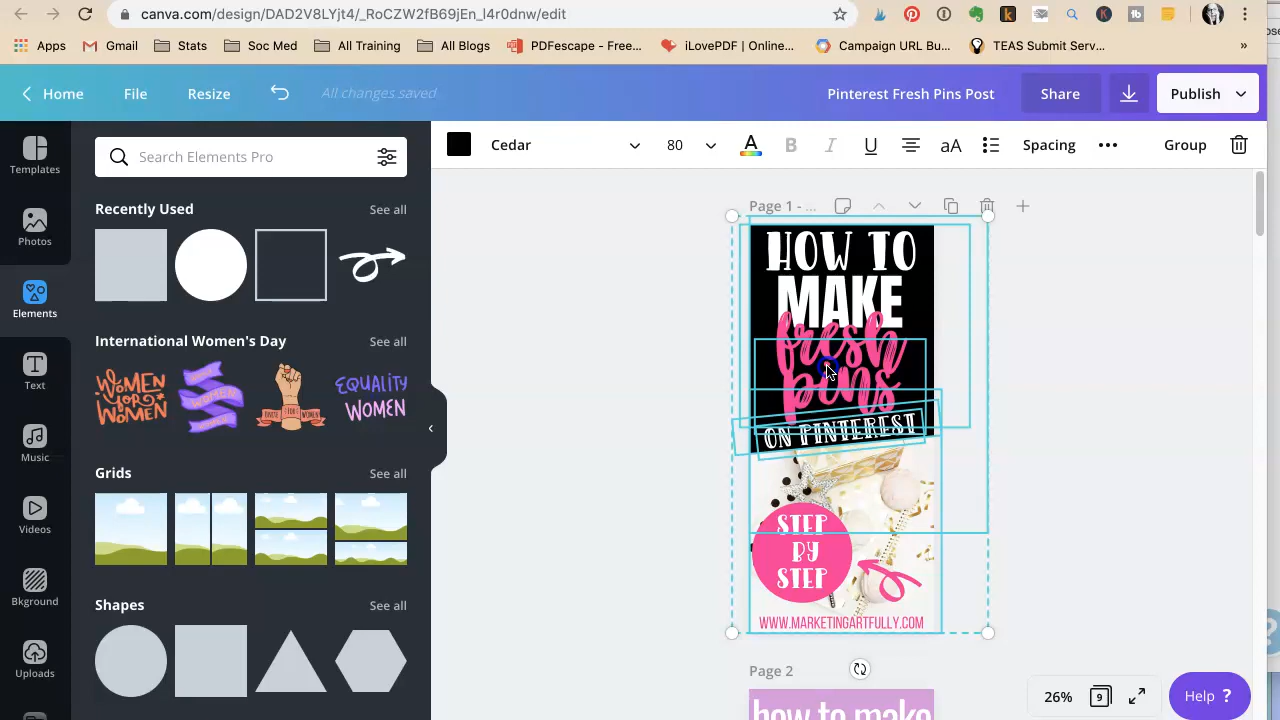 canva.com/design/DAD2V8LYjt4/_RoCZW2fB69jEn_l4r0dnw/edit
Apps Gmail Stats Soc Med All Training All Blogs PDFescape - Free... iLovePDF | Online... Campaign URL Bu... TEAS Submit Serv... »
Home File Resize All changes saved Pinterest Fresh Pins Post Share Publish
Cedar 80 A B I U aA Spacing ••• Group
Templates
Photos
Elements
Text
Music
Videos
Bkground
Uploads
Search Elements Pro
Recently Used See all
International Women's Day See all
WOMEN FOR WOMEN
EQUALITY
WOMEN
Grids See all
Shapes See all
Page 1 - ...
HOW TO
MAKE
fresh
pins
ON PINTEREST
STEP
BY
STEP
WWW.MARKETINGARTFULLY.COM
Page 2
how to make
26% 9 Help ?